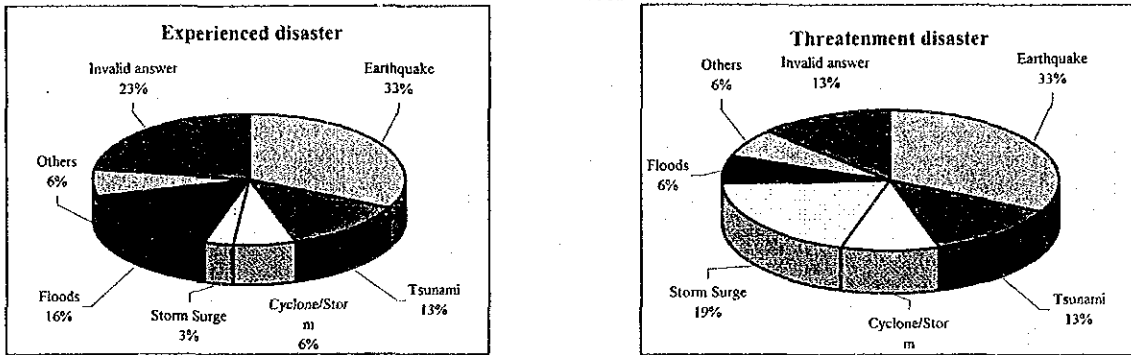 Experienced disaster
Invalid answer
23%
Earthquake
33%
Others
6%
Floods
16%
Storm Surge
3%
Cyclone/Stor
m
6%
Tsunami
13%
Threatenment disaster
Others
6%
Invalid answer
13%
Earthquake
33%
Floods
6%
Storm Surge
19%
Cyclone/Stor
m
Tsunami
13%